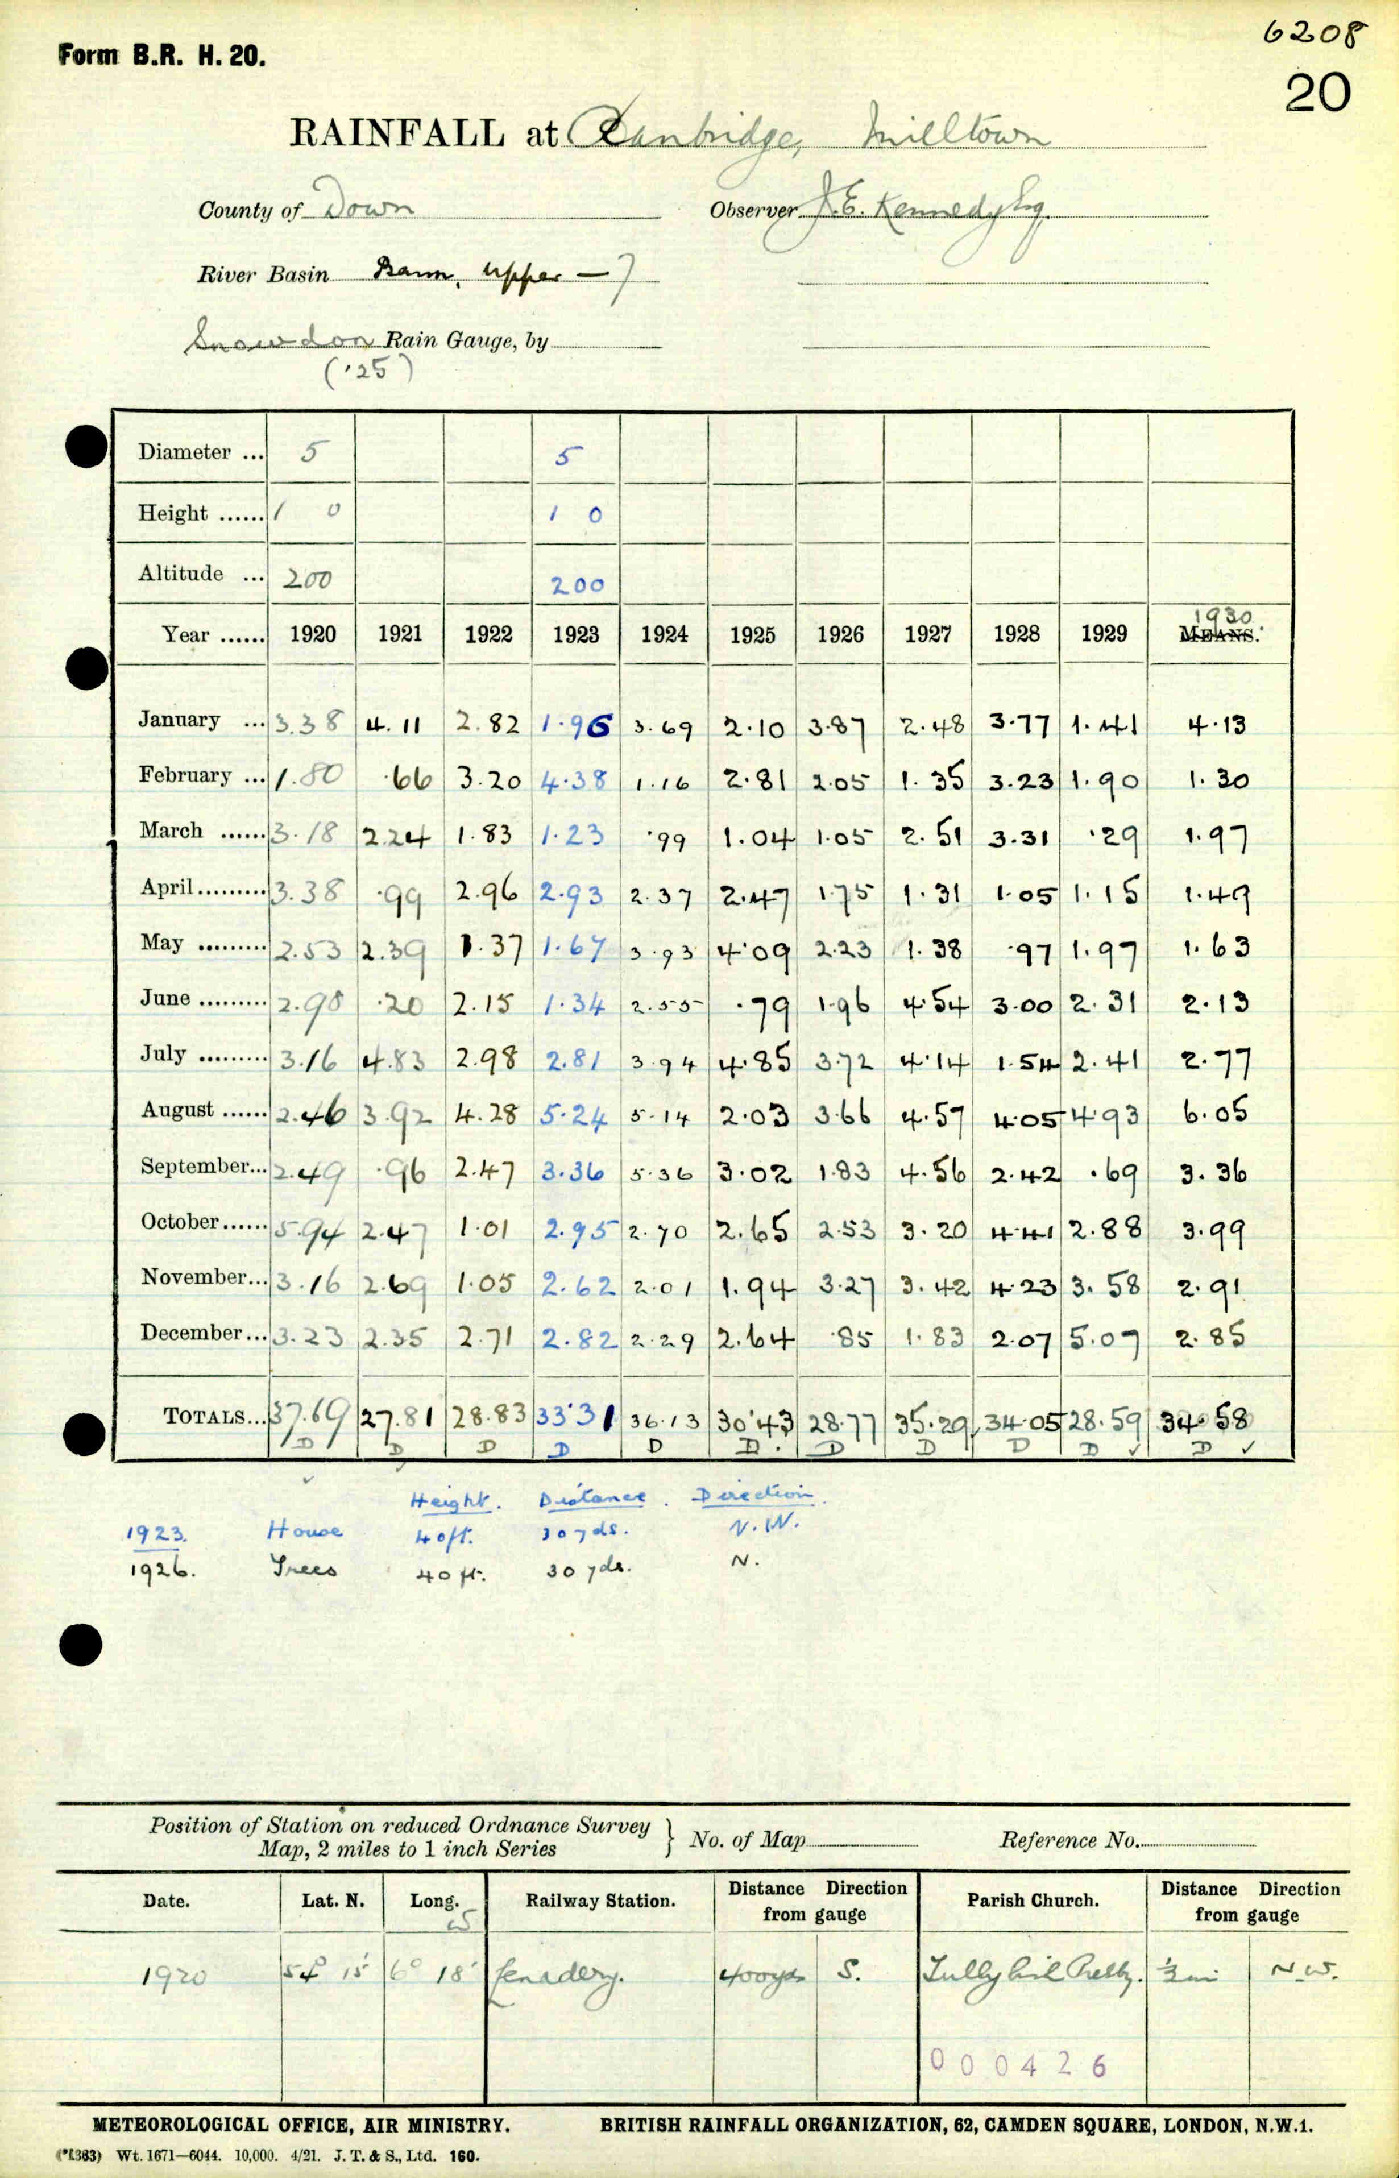 6208
Form B.R. H. 20.
20
RAINFALL at Banbridge, Milltown
County of Down Observer J.E. Kennedy Esq.
River Basin Bann, Upper — 7
Snowdon Rain Gauge, by
('25)
Diameter ... 5 5
Height ...... 1 0 1 0
Altitude ... 200 200
Year ...... 1920 1921 1922 1923 1924 1925 1926 1927 1928 1929 1930 MEANS.
January ... 3.38 4.11 2.82 1.96 3.69 2.10 3.87 2.48 3.77 1.41 4.13
February ... 1.80 .66 3.20 4.38 1.16 2.81 2.05 1.35 3.23 1.90 1.30
March ...... 3.18 2.24 1.83 1.23 .99 1.04 1.05 2.51 3.31 .29 1.97
April......... 3.38 .99 2.96 2.93 2.37 2.47 1.75 1.31 1.05 1.15 1.49
May ......... 2.53 2.39 1.37 1.67 3.93 4.09 2.23 1.38 .97 1.97 1.63
June ......... 2.98 .20 2.15 1.34 2.55 .79 1.96 4.54 3.00 2.31 2.13
July ......... 3.16 4.83 2.98 2.81 3.94 4.85 3.72 4.14 1.54 2.41 2.77
August ...... 2.46 3.92 4.28 5.24 5.14 2.03 3.66 4.57 4.05 4.93 6.05
September... 2.49 .96 2.47 3.36 5.36 3.02 1.83 4.56 2.42 .69 3.36
October...... 5.94 2.47 1.01 2.95 2.70 2.65 2.53 3.20 4.41 2.88 3.99
November... 3.16 2.69 1.05 2.62 2.01 1.94 3.27 3.42 4.23 3.58 2.91
December... 3.23 2.35 2.71 2.82 2.29 2.64 .85 1.83 2.07 5.07 2.85
TOTALS... 37.69 27.81 28.83 33.31 36.13 30.43 28.77 35.29 34.05 28.59 34.58
D D D D D D D D D D ✓ D ✓
Height. Distance. Direction.
1923. House 40ft. 30yds. N.W.
1926. Trees 40ft. 30yds. N.
Position of Station on reduced Ordnance Survey
Map, 2 miles to 1 inch Series } No. of Map Reference No.
Date. Lat. N. Long. W Railway Station. Distance Direction from gauge Parish Church. Distance Direction from gauge
1920 54° 15' 6° 18' Lenaderg. 400yds S. Tullylish Presby. ½mi N.W.
000426
METEOROLOGICAL OFFICE, AIR MINISTRY. BRITISH RAINFALL ORGANIZATION, 62, CAMDEN SQUARE, LONDON, N.W.1.
(*1363) Wt. 1671—6044. 10,000. 4/21. J. T. & S., Ltd. 160.